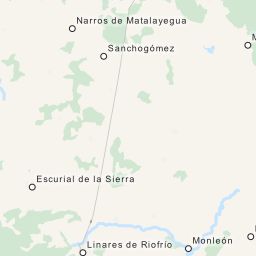 Narros de Matalayegua
Sanchogómez
Escurial de la Sierra
Linares de Riofrío
Monleón